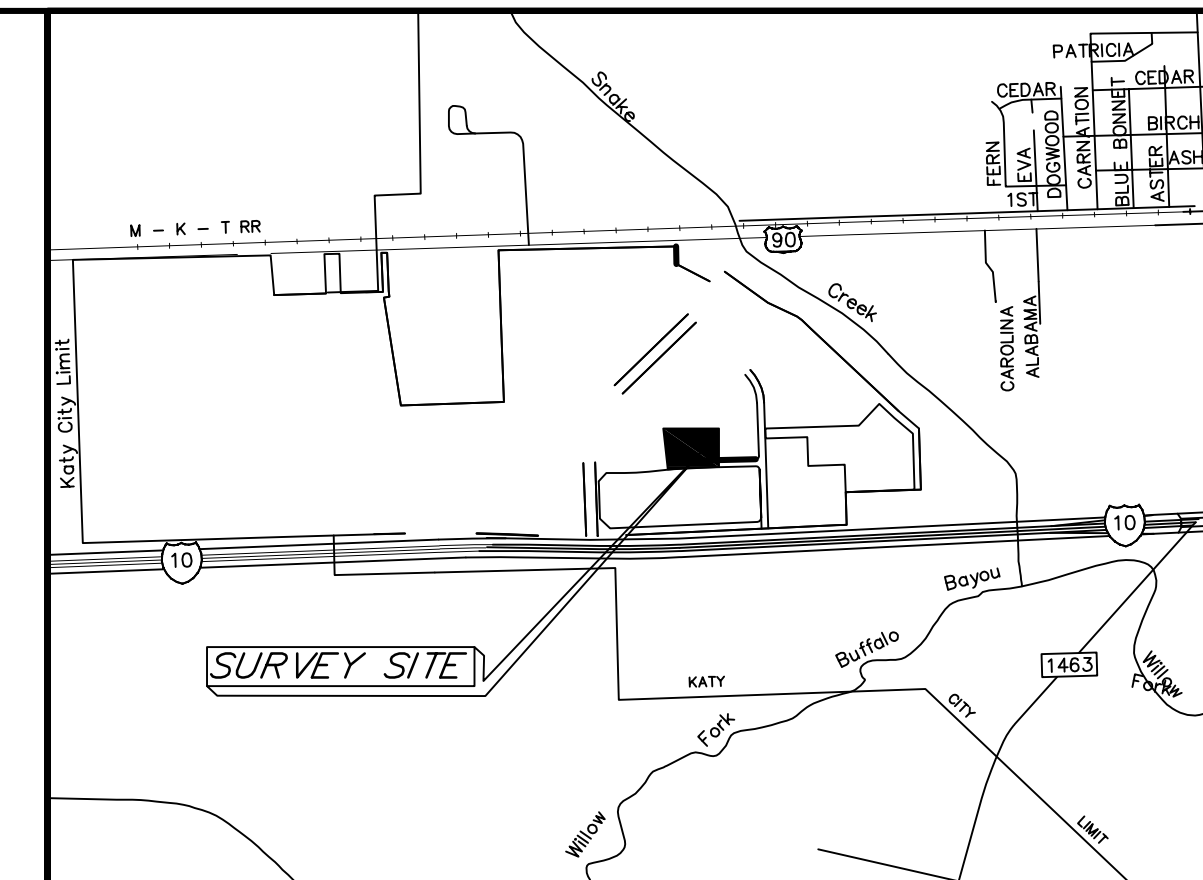 PATRICIA
CEDAR
CEDAR
Snake
BIRCH
ASH
FERN
EVA
DOGWOOD
CARNATION
BLUE BONNET
ASTER
1ST
M - K - T RR
90
Creek
CAROLINA
ALABAMA
Katy City Limit
10
10
Bayou
Buffalo
SURVEY SITE
1463
Willow
Fork
KATY
CITY
Fork
LIMIT
Willow